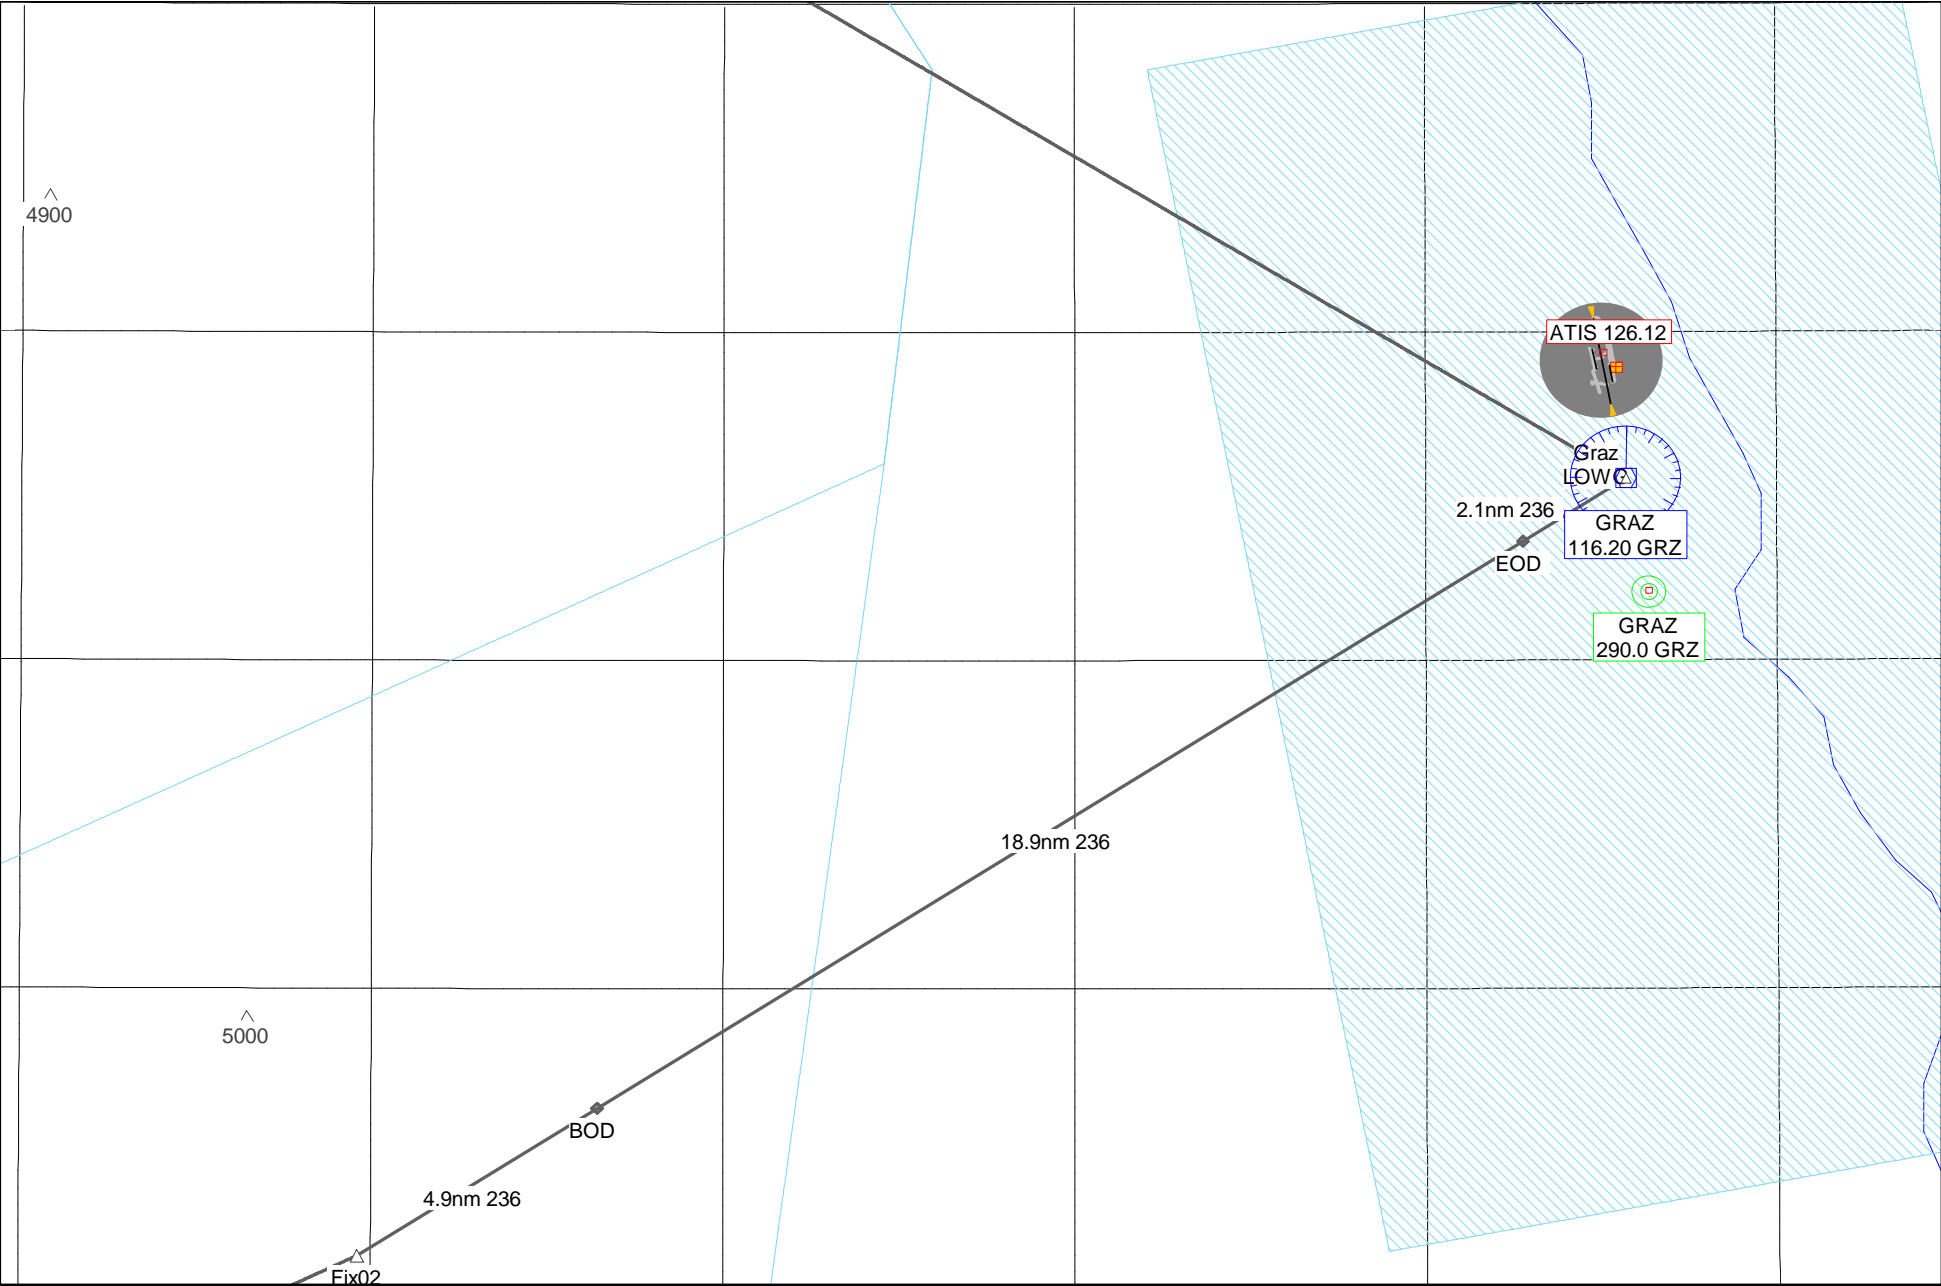 4900
ATIS 126.12
Graz
LOWG
2.1nm 236
GRAZ
116.20 GRZ
EOD
GRAZ
290.0 GRZ
18.9nm 236
5000
BOD
4.9nm 236
Fix02